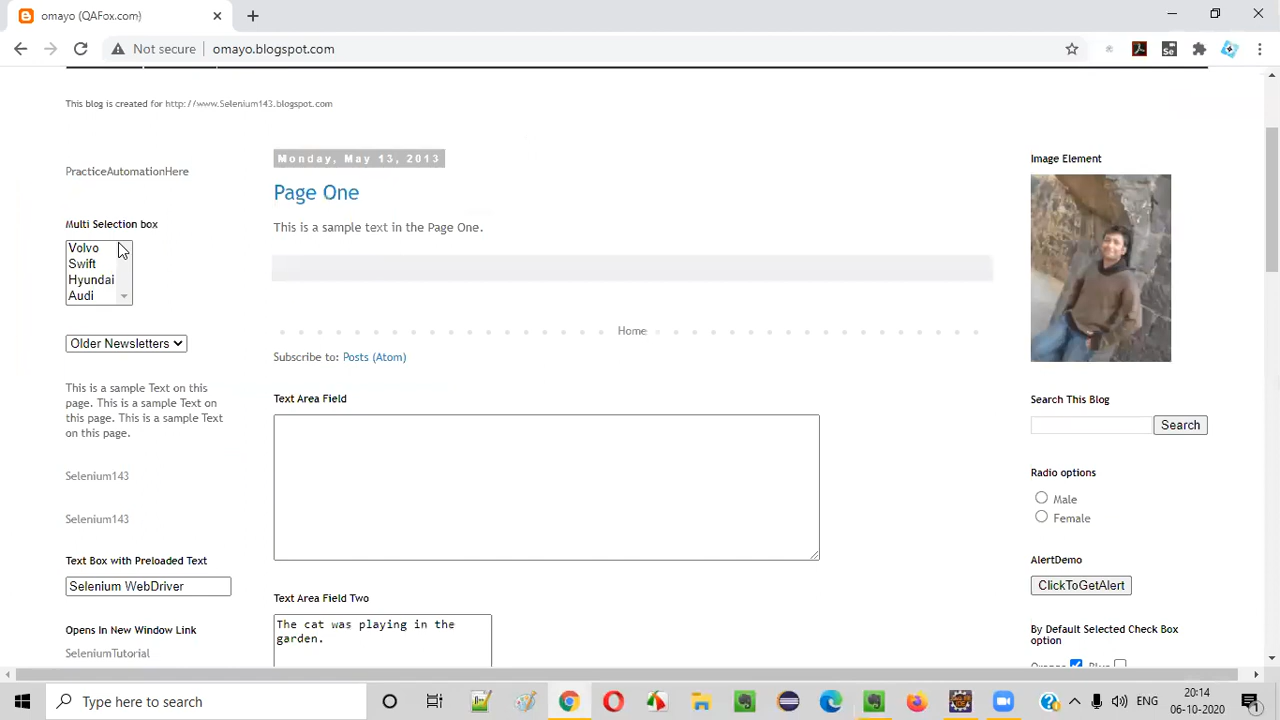 omayo (QAFox.com)
Not secure
omayo.blogspot.com
This blog is created for http://www.Selenium143.blogspot.com
PracticeAutomationHere
Multi Selection box
Volvo
Swift
Hyundai
Audi
Older Newsletters
This is a sample Text on this
page. This is a sample Text on
this page. This is a sample Text
on this page.
Selenium143
Selenium143
Text Box with Preloaded Text
Selenium WebDriver
Opens In New Window Link
SeleniumTutorial
Monday, May 13, 2013
Page One
This is a sample text in the Page One.
Home
Subscribe to: Posts (Atom)
Text Area Field
Text Area Field Two
The cat was playing in the
garden.
Image Element
Search This Blog
Search
Radio options
Male
Female
AlertDemo
ClickToGetAlert
By Default Selected Check Box
option
Orange Blue
Type here to search
ENG
20:14
06-10-2020